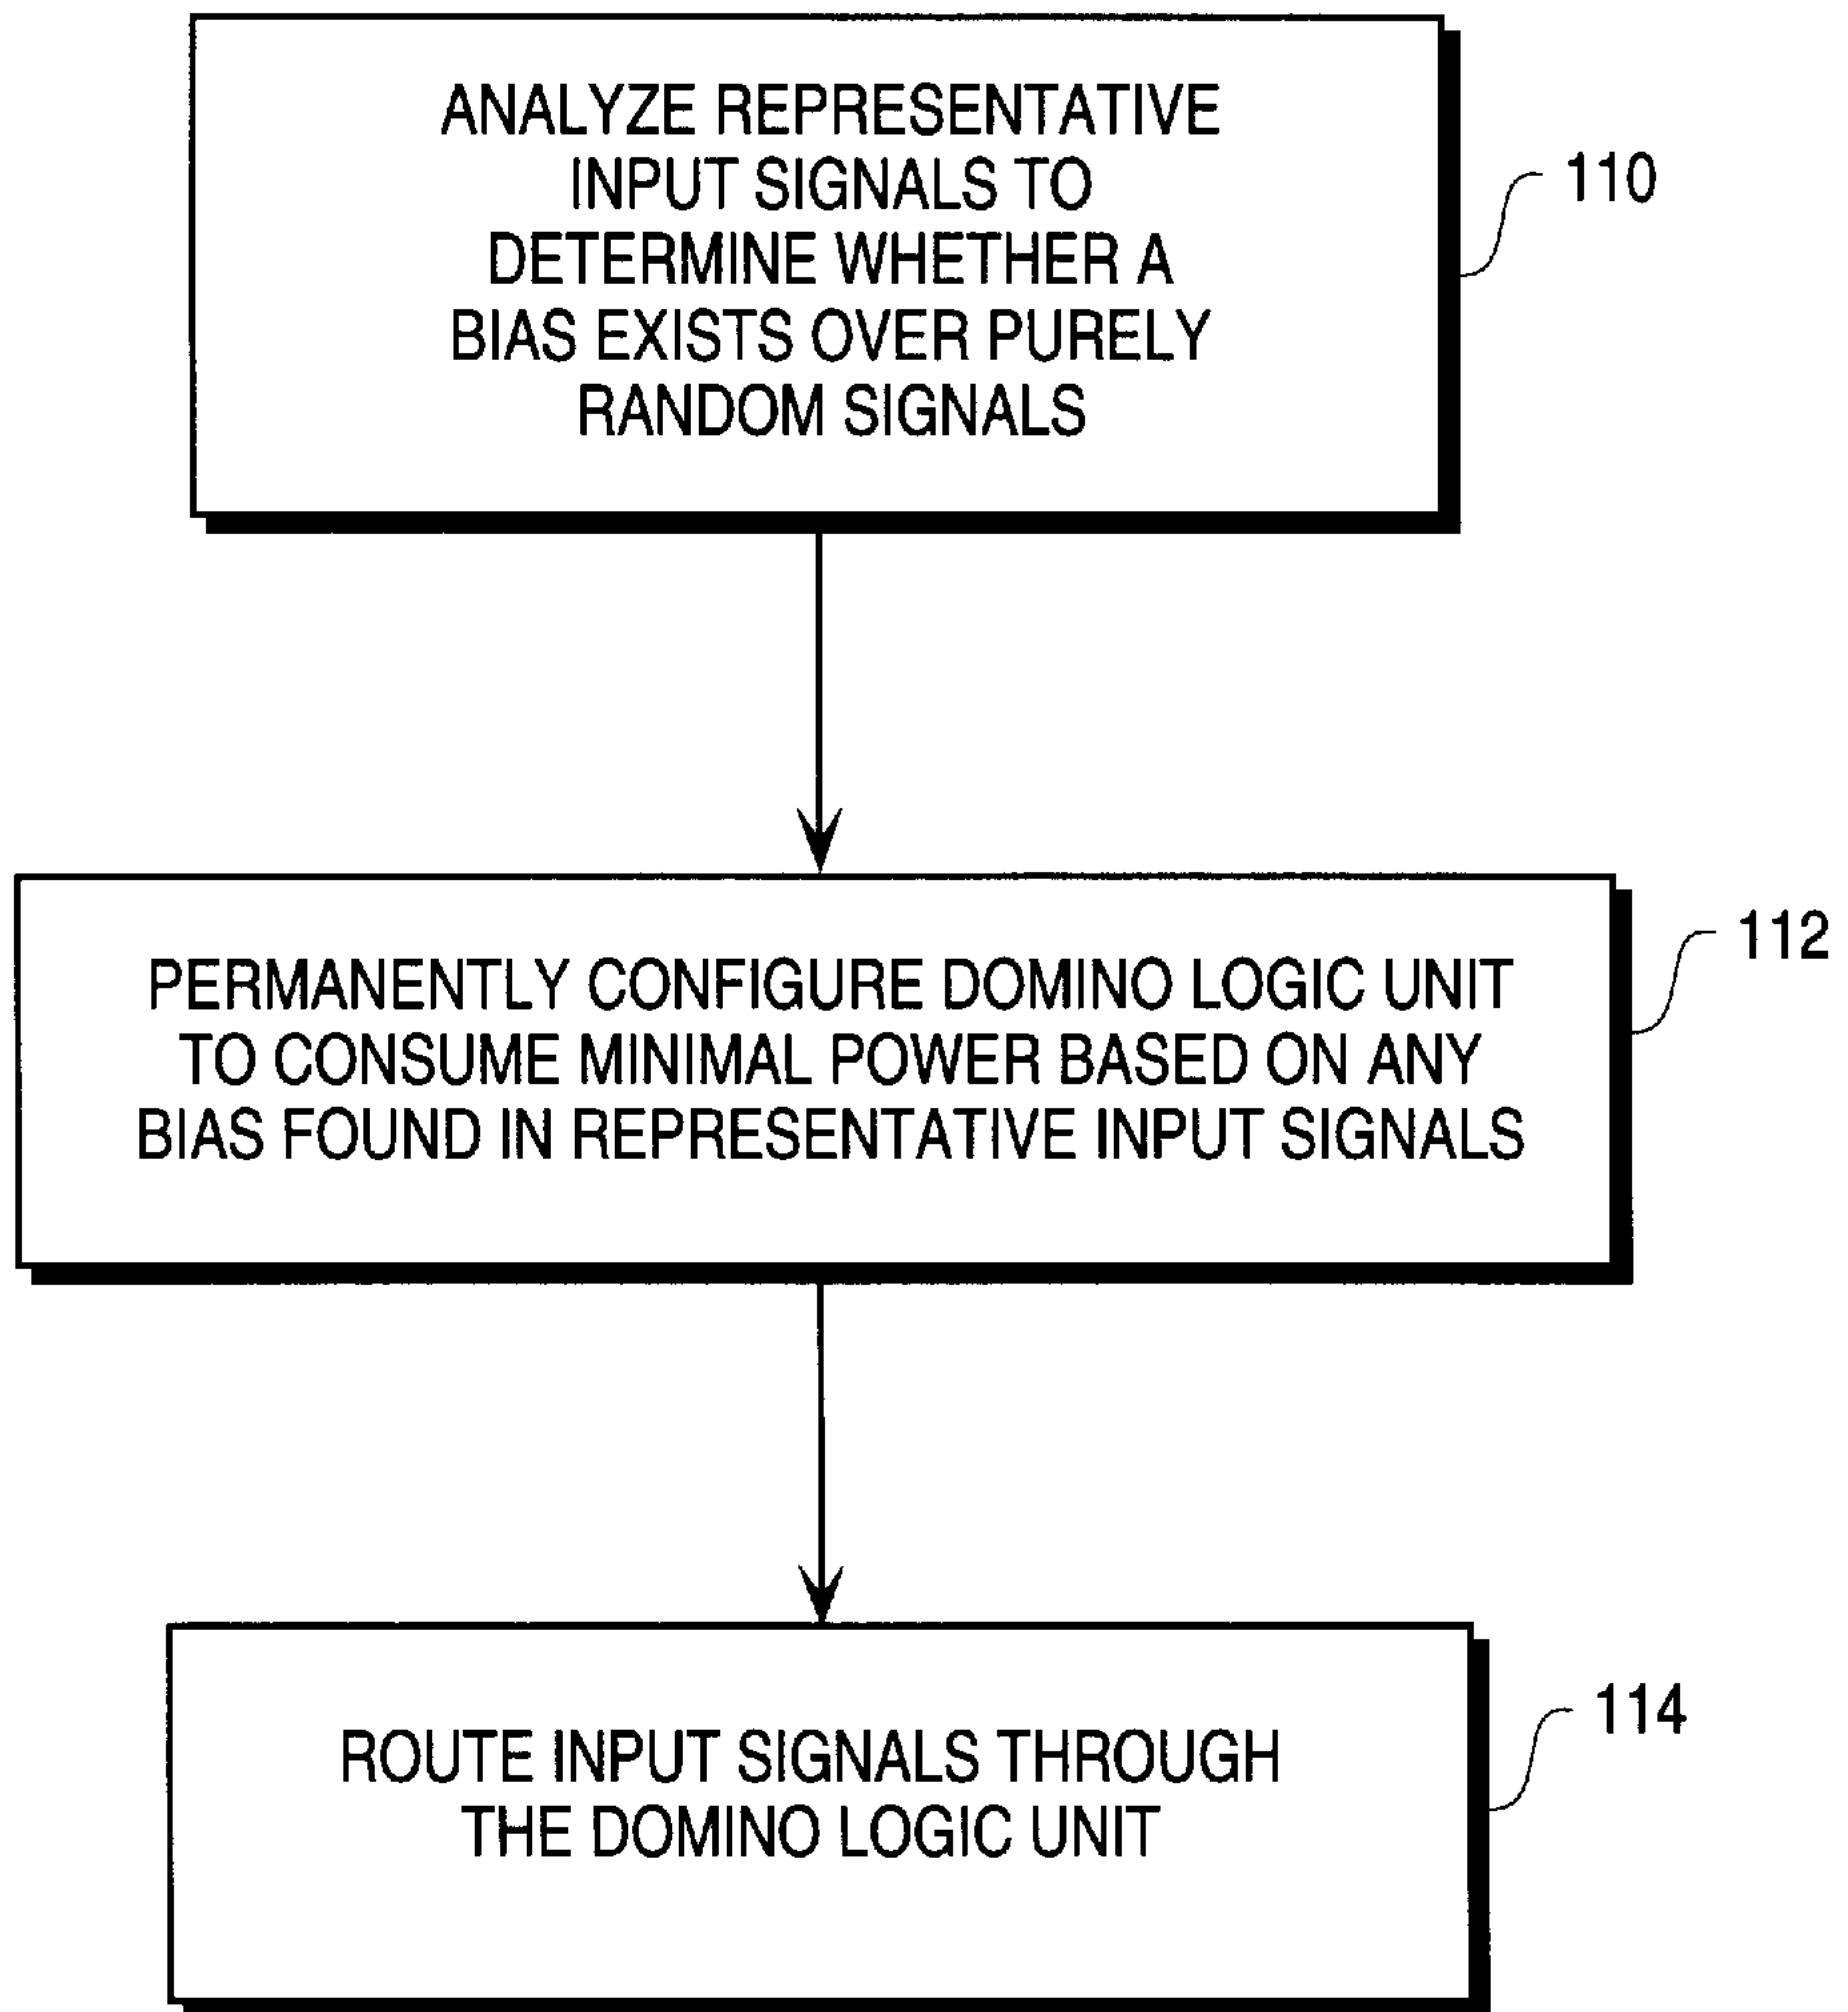 ANALYZE REPRESENTATIVE
INPUT SIGNALS TO
DETERMINE WHETHER A
BIAS EXISTS OVER PURELY
RANDOM SIGNALS
110
PERMANENTLY CONFIGURE DOMINO LOGIC UNIT
TO CONSUME MINIMAL POWER BASED ON ANY
BIAS FOUND IN REPRESENTATIVE INPUT SIGNALS
112
ROUTE INPUT SIGNALS THROUGH
THE DOMINO LOGIC UNIT
114